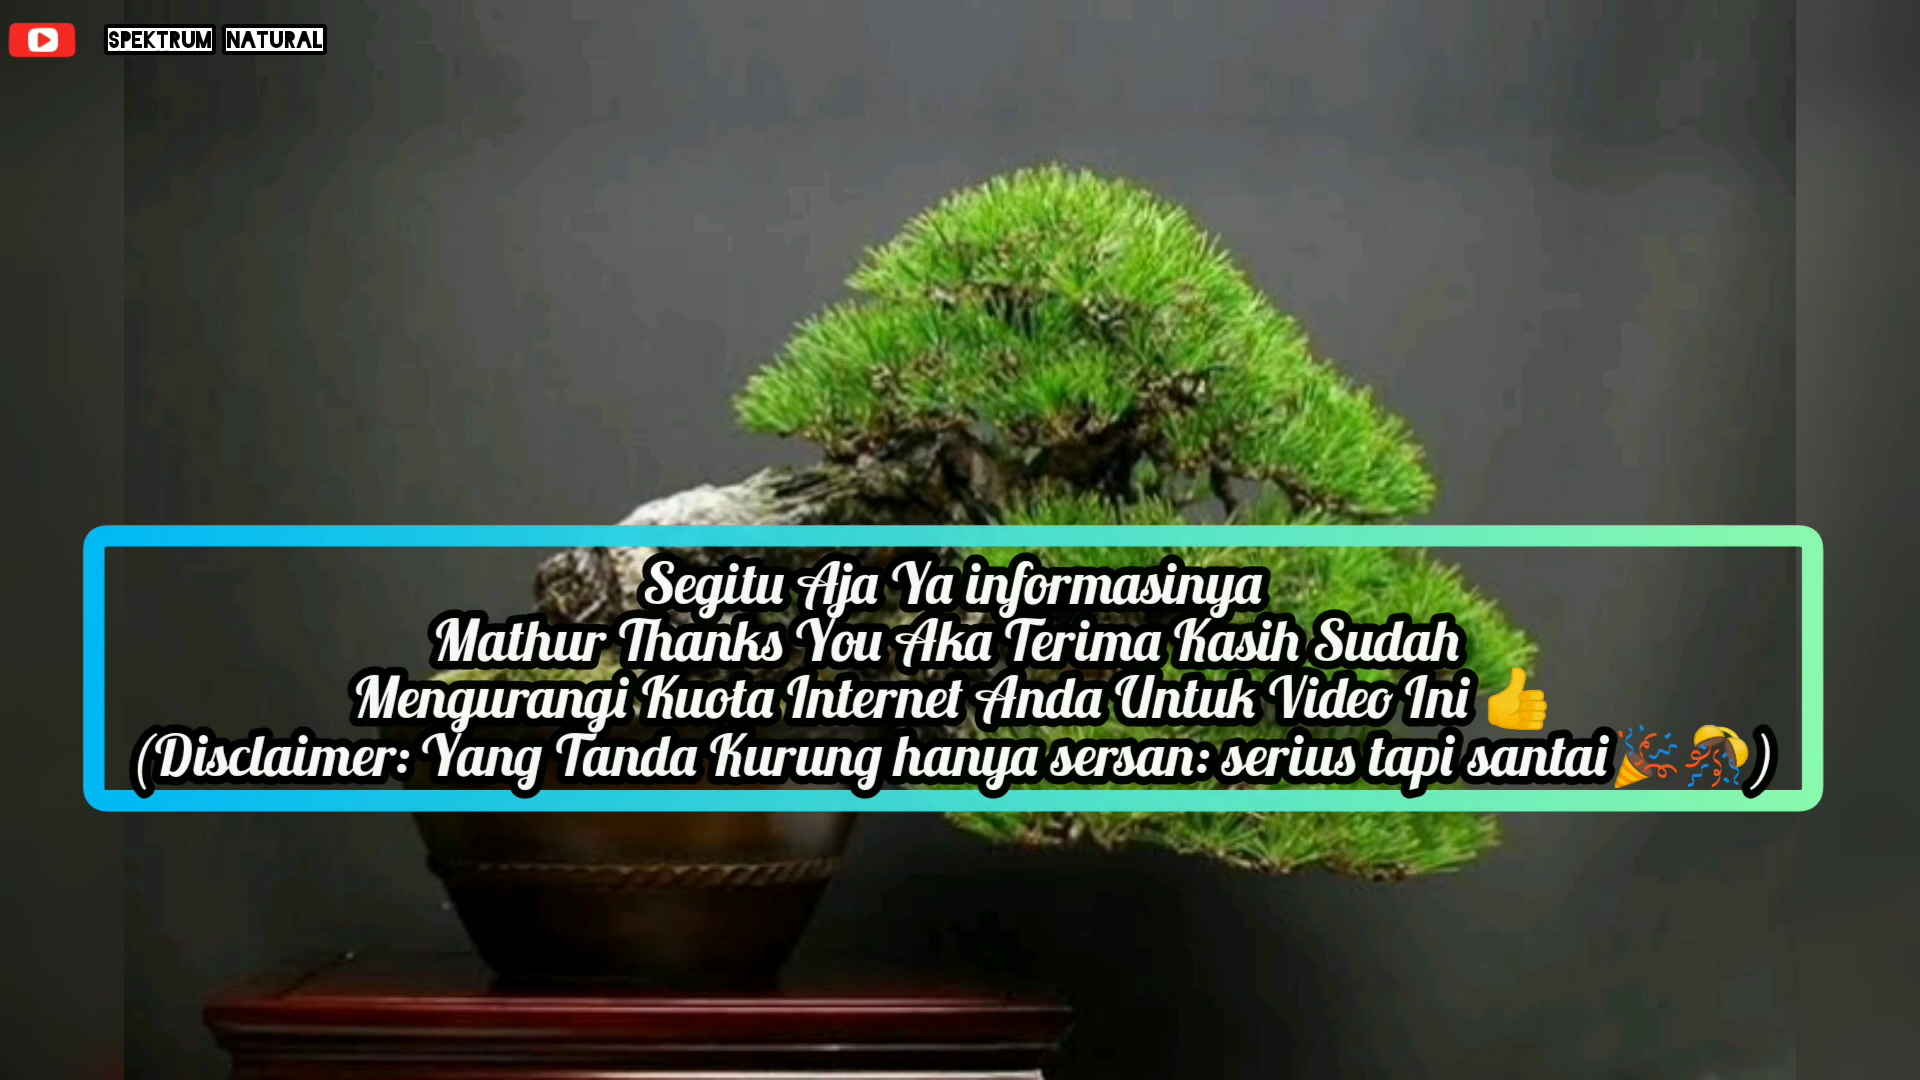 SPEKTRUM NATURAL
Segitu Aja Ya informasinya
Mathur Thanks You Aka Terima Kasih Sudah
Mengurangi Kuota Internet Anda Untuk Video Ini 👍
(Disclaimer: Yang Tanda Kurung hanya sersan: serius tapi santai🎉🎊)